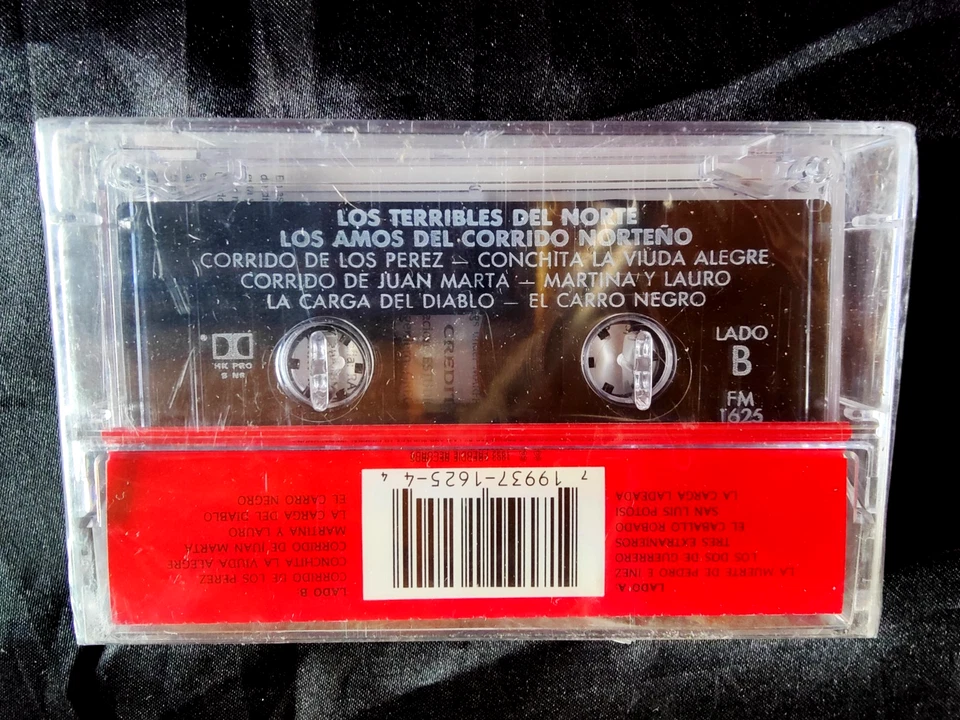 LOS TERRIBLES DEL NORTE
LOS AMOS DEL CORRIDO NORTEÑO
CORRIDO DE LOS PEREZ — CONCHITA LA VIUDA ALEGRE
CORRIDO DE JUAN MARTA — MARTINA Y LAURO
LA CARGA DEL DIABLO — EL CARRO NEGRO
HX PRO
B NR
LADO
B
FM
1625
LADO A
LA MUERTE DE PEDRO E INEZ
LOS DOS DE GUERRERO
TRES EXTRANJEROS
EL CABALLO ROBADO
SAN LUIS POTOSI
LA CARGA LADEADA
7 19937-1625-4 4
LADO B
CORRIDO DE LOS PEREZ
CONCHITA LA VIUDA ALEGRE
CORRIDO DE JUAN MARTA
MARTINA Y LAURO
LA CARGA DEL DIABLO
EL CARRO NEGRO